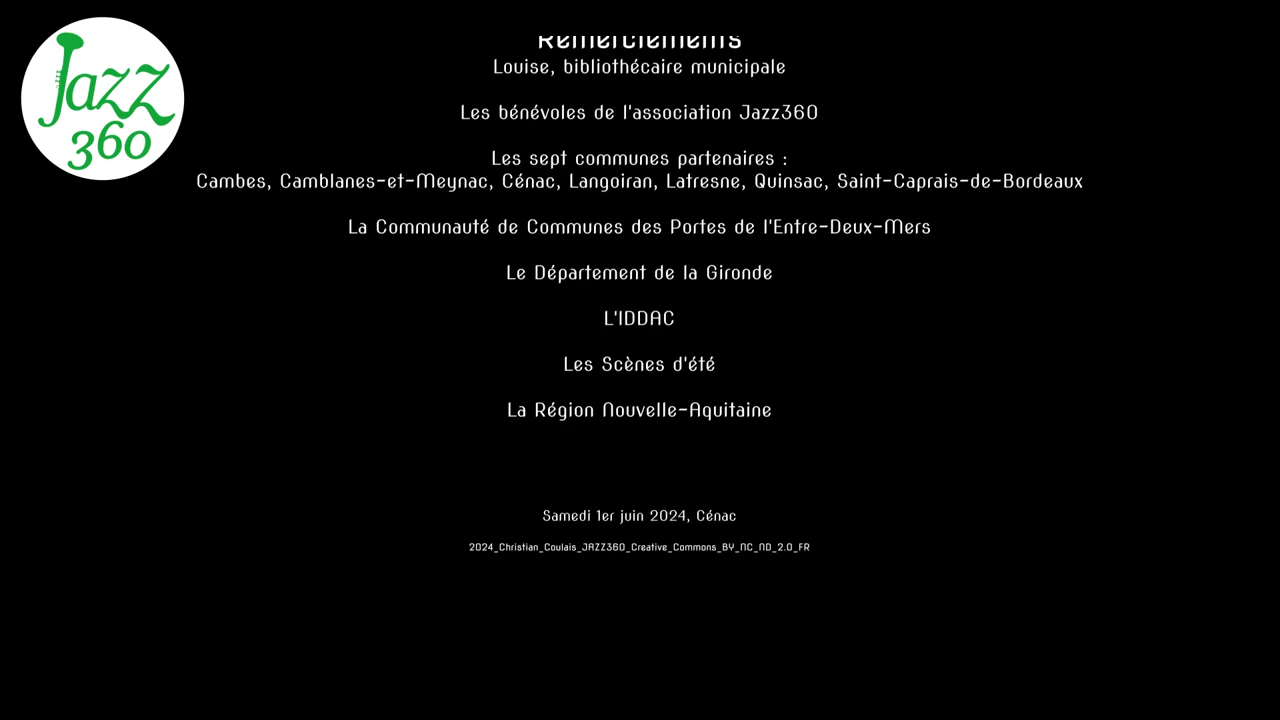 Jazz
360
Remerciements
Louise, bibliothécaire municipale
Les bénévoles de l'association Jazz360
Les sept communes partenaires :
Cambes, Camblanes-et-Meynac, Cénac, Langoiran, Latresne, Quinsac, Saint-Caprais-de-Bordeaux
La Communauté de Communes des Portes de l'Entre-Deux-Mers
Le Département de la Gironde
L'IDDAC
Les Scènes d'été
La Région Nouvelle-Aquitaine
Samedi 1er juin 2024, Cénac
2024_Christian_Coulais_JAZZ360_Creative_Commons_BY_NC_ND_2.0_FR